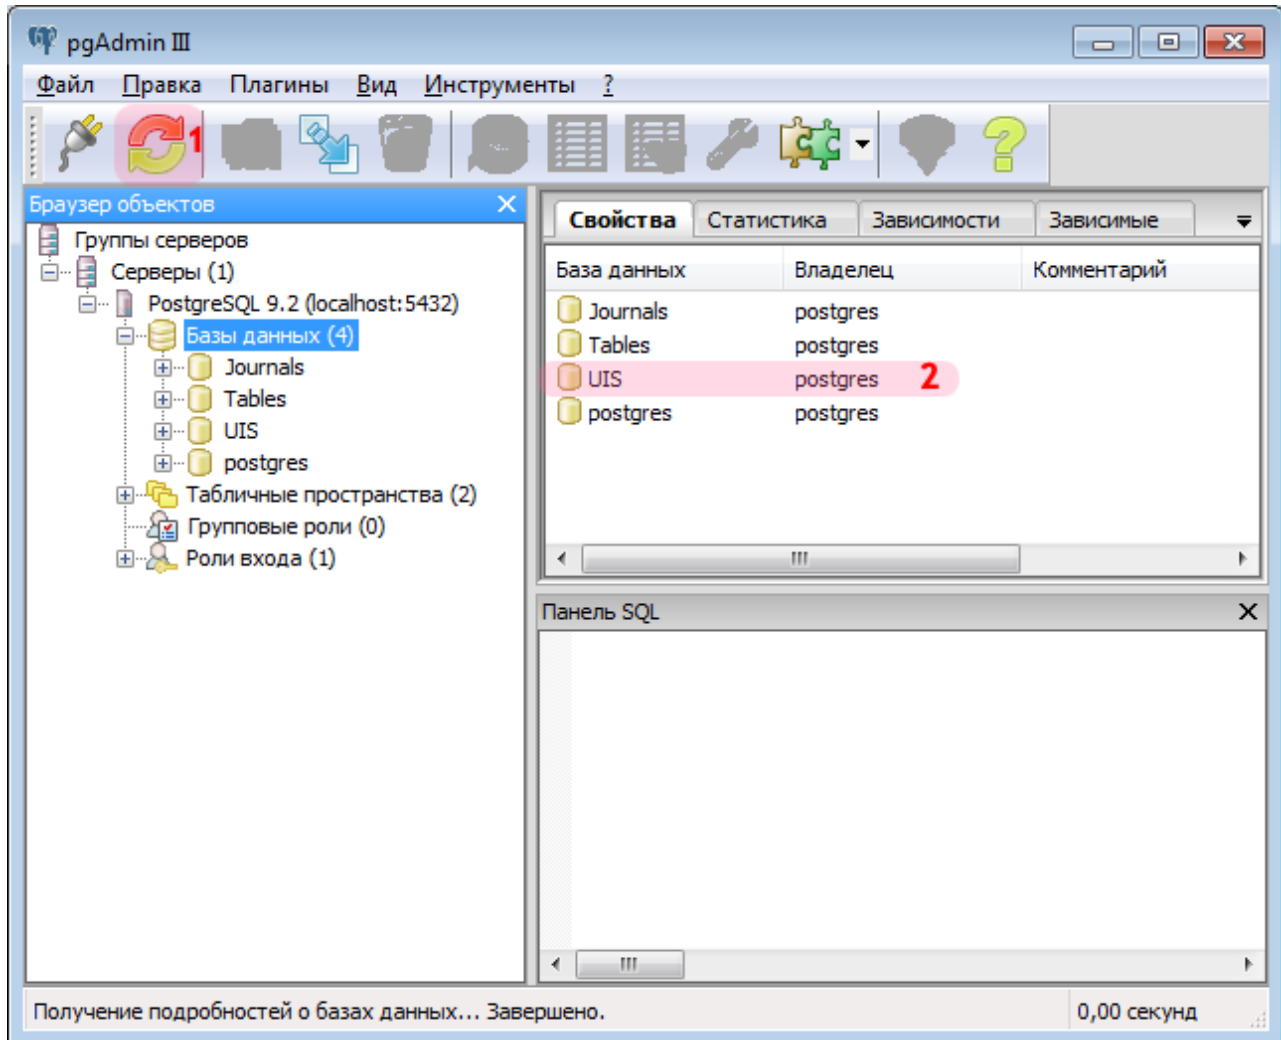 pgAdmin III
Файл Правка Плагины Вид Инструменты ?
1
Браузер объектов
Группы серверов
Серверы (1)
PostgreSQL 9.2 (localhost:5432)
Базы данных (4)
Journals
Tables
UIS
postgres
Табличные пространства (2)
Групповые роли (0)
Роли входа (1)
Свойства Статистика Зависимости Зависимые
База данных Владелец Комментарий
Journals postgres
Tables postgres
UIS postgres 2
postgres postgres
Панель SQL
Получение подробностей о базах данных... Завершено. 0,00 секунд